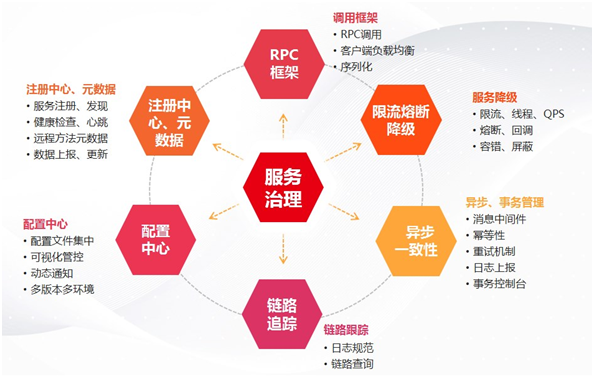 调用框架
• RPC调用
• 客户端负载均衡
• 序列化
RPC
框架
注册中心、元数据
• 服务注册、发现
• 健康检查、心跳
• 远程方法元数据
• 数据上报、更新
注册中
心、元
数据
限流熔断
降级
服务降级
• 限流、线程、QPS
• 熔断、回调
• 容错、屏蔽
服务
治理
配置中心
• 配置文件集中
• 可视化管控
• 动态通知
• 多版本多环境
配置
中心
异步
一致性
异步、事务管理
• 消息中间件
• 幂等性
• 重试机制
• 日志上报
• 事务控制台
链路
追踪
链路跟踪
• 日志规范
• 链路查询